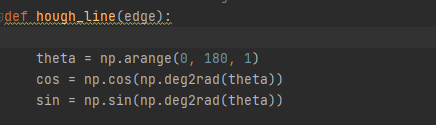 def hough_line(edge):
theta = np.arange(0, 180, 1)
cos = np.cos(np.deg2rad(theta))
sin = np.sin(np.deg2rad(theta))